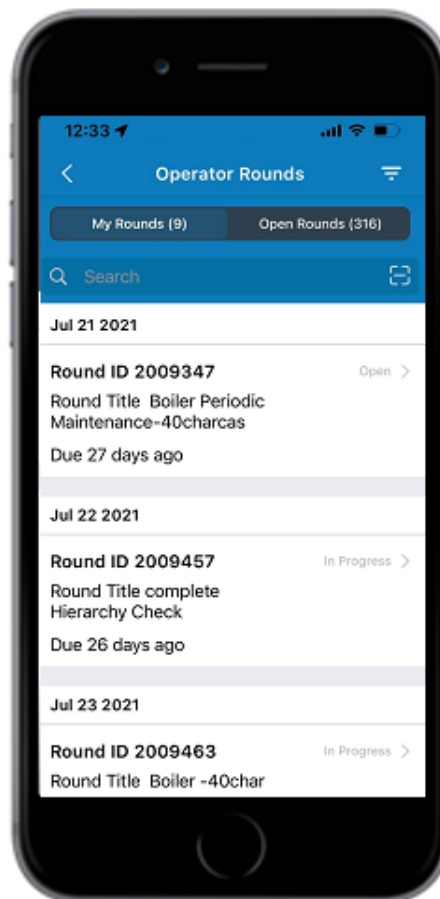 12:33
Operator Rounds
My Rounds (9) Open Rounds (316)
Search
Jul 21 2021
Round ID 2009347 Open
Round Title Boiler Periodic
Maintenance-40charcas
Due 27 days ago
Jul 22 2021
Round ID 2009457 In Progress
Round Title complete
Hierarchy Check
Due 26 days ago
Jul 23 2021
Round ID 2009463 In Progress
Round Title Boiler -40char